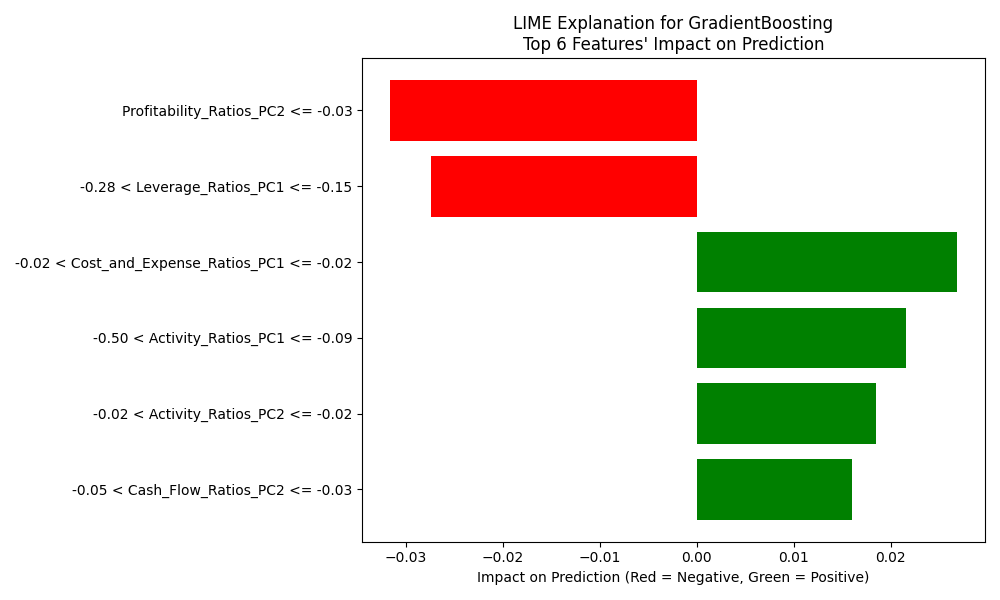 LIME Explanation for GradientBoosting
Top 6 Features' Impact on Prediction
Profitability_Ratios_PC2 <= -0.03
-0.28 < Leverage_Ratios_PC1 <= -0.15
-0.02 < Cost_and_Expense_Ratios_PC1 <= -0.02
-0.50 < Activity_Ratios_PC1 <= -0.09
-0.02 < Activity_Ratios_PC2 <= -0.02
-0.05 < Cash_Flow_Ratios_PC2 <= -0.03
−0.03 −0.02 −0.01 0.00 0.01 0.02
Impact on Prediction (Red = Negative, Green = Positive)